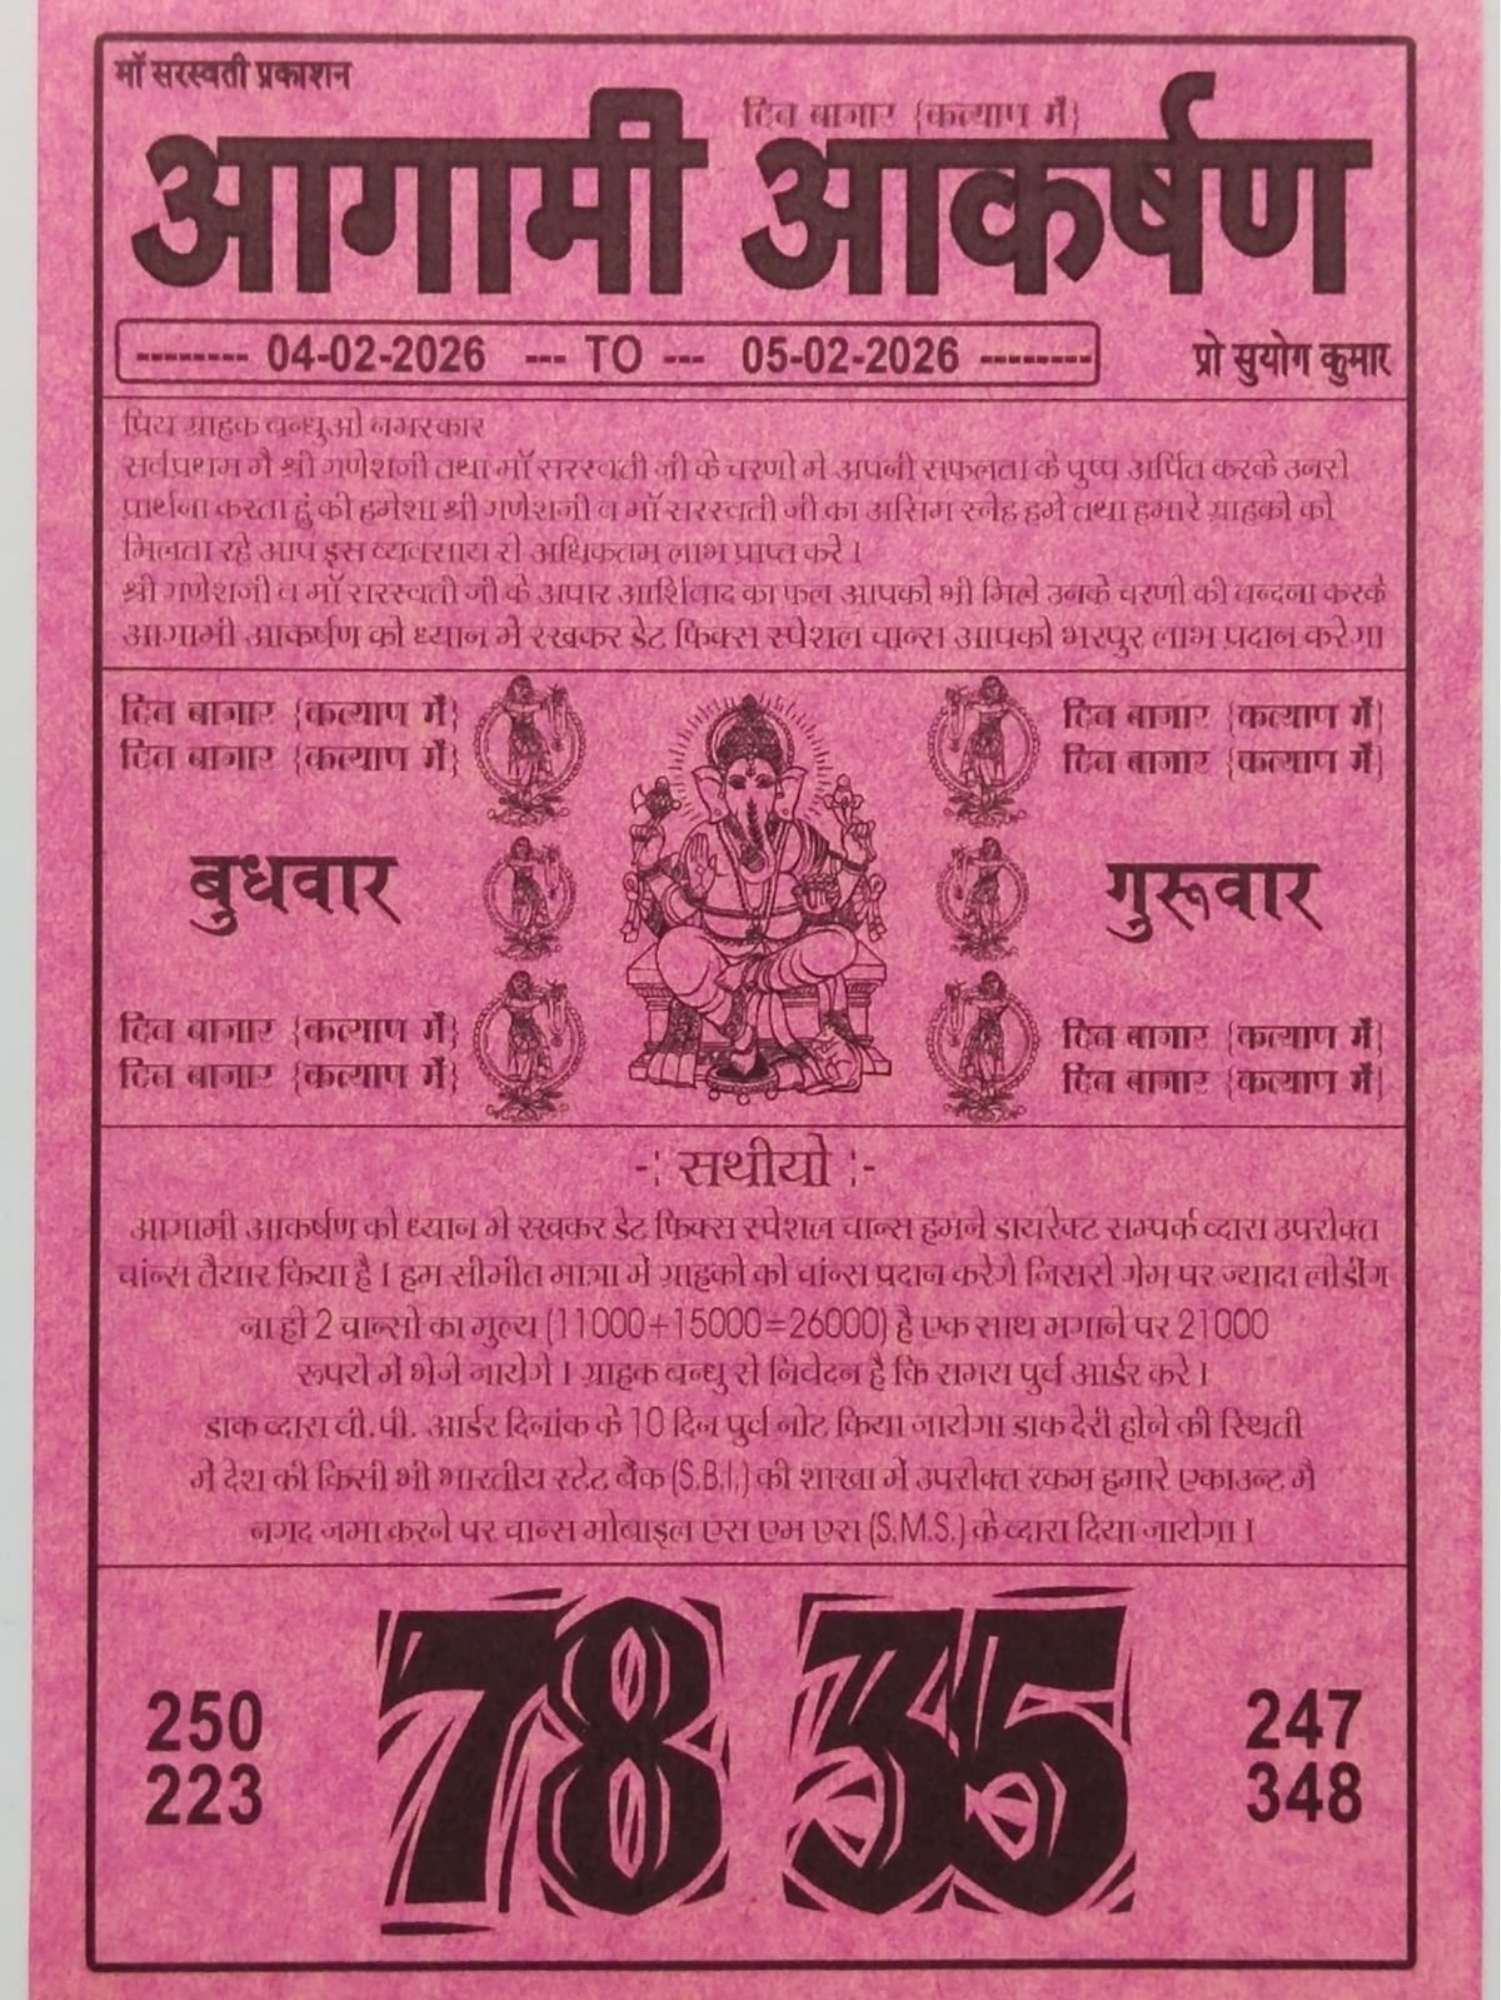 माँ सरस्वती प्रकाशन
दिन बाजार {कल्याण में}
आगामी आकर्षण
-------- 04-02-2026 --- TO --- 05-02-2026 --------
प्रो सुयोग कुमार
प्रिय ग्राहक बन्धुओ नमस्कार
सर्वप्रथम मै श्री गणेशजी तथा माँ सरस्वती जी के चरणो मे अपनी सफलता के पुष्प अर्पित करके उनसे
प्रार्थना करता हुं की हमेशा श्री गणेशजी व माँ सरस्वती जी का असिम स्नेह हमे तथा हमारे ग्राहको को
मिलता रहे आप इस व्यवसाय से अधिकतम लाभ प्राप्त करे ।
श्री गणेशजी व माँ सरस्वती जी के अपार आर्शिवाद का फल आपको भी मिले उनके चरणो की वन्दना करके
आगामी आकर्षण को ध्यान मे रखकर डेट फिक्स स्पेशल चान्स आपको भरपुर लाभ प्रदान करेगा
दिन बाजार {कल्याण में}
दिन बाजार {कल्याण में}
बुधवार
दिन बाजार {कल्याण में}
दिन बाजार {कल्याण में}
दिन बाजार {कल्याण में}
दिन बाजार {कल्याण में}
गुरूवार
दिन बाजार {कल्याण में}
दिन बाजार {कल्याण में}
-: सथीयो :-
आगामी आकर्षण को ध्यान मे रखकर डेट फिक्स स्पेशल चान्स हमने डायरेक्ट सम्पर्क व्दारा उपरोक्त
चांन्स तैयार किया है । हम सीमीत मात्रा में ग्राहको को चांन्स प्रदान करेगे जिससे गेम पर ज्यादा लोडींग
ना हो 2 चान्सो का मुल्य (11000+15000=26000) है एक साथ मगाने पर 21000
रूपये में भेजे जायेगे । ग्राहक बन्धु से निवेदन है कि समय पुर्व आर्डर करे ।
डाक व्दारा वी.पी. आर्डर दिनांक के 10 दिन पुर्व नोट किया जायेगा डाक देरी होने की स्थिती
में देश की किसी भी भारतीय स्टेट बैंक (S.B.I.) की शाखा में उपरोक्त रकम हमारे एकाउन्ट मै
नगद जमा करने पर चान्स मोबाइल एस एम एस (S.M.S.) के व्दारा दिया जायेगा ।
250
223
78 35
247
348